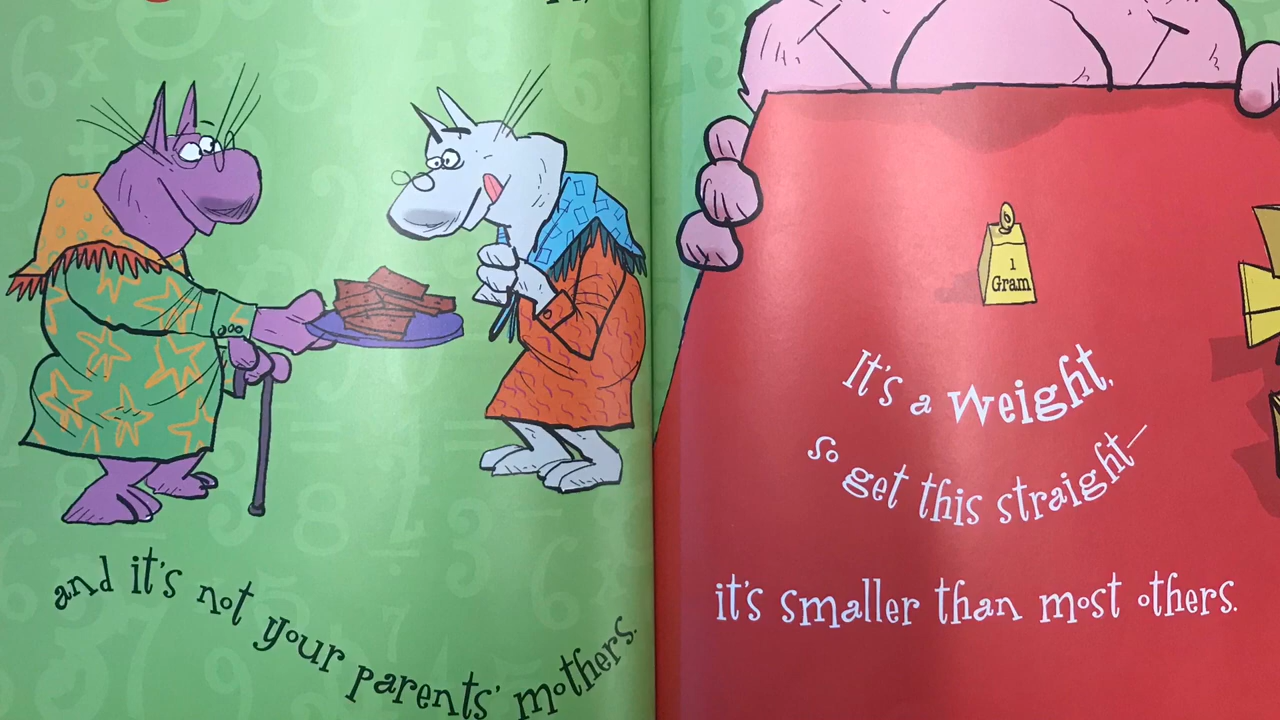 and it's not your parents' mothers.
1
Gram
It's a weight,
so get this straight—
it's smaller than most others.